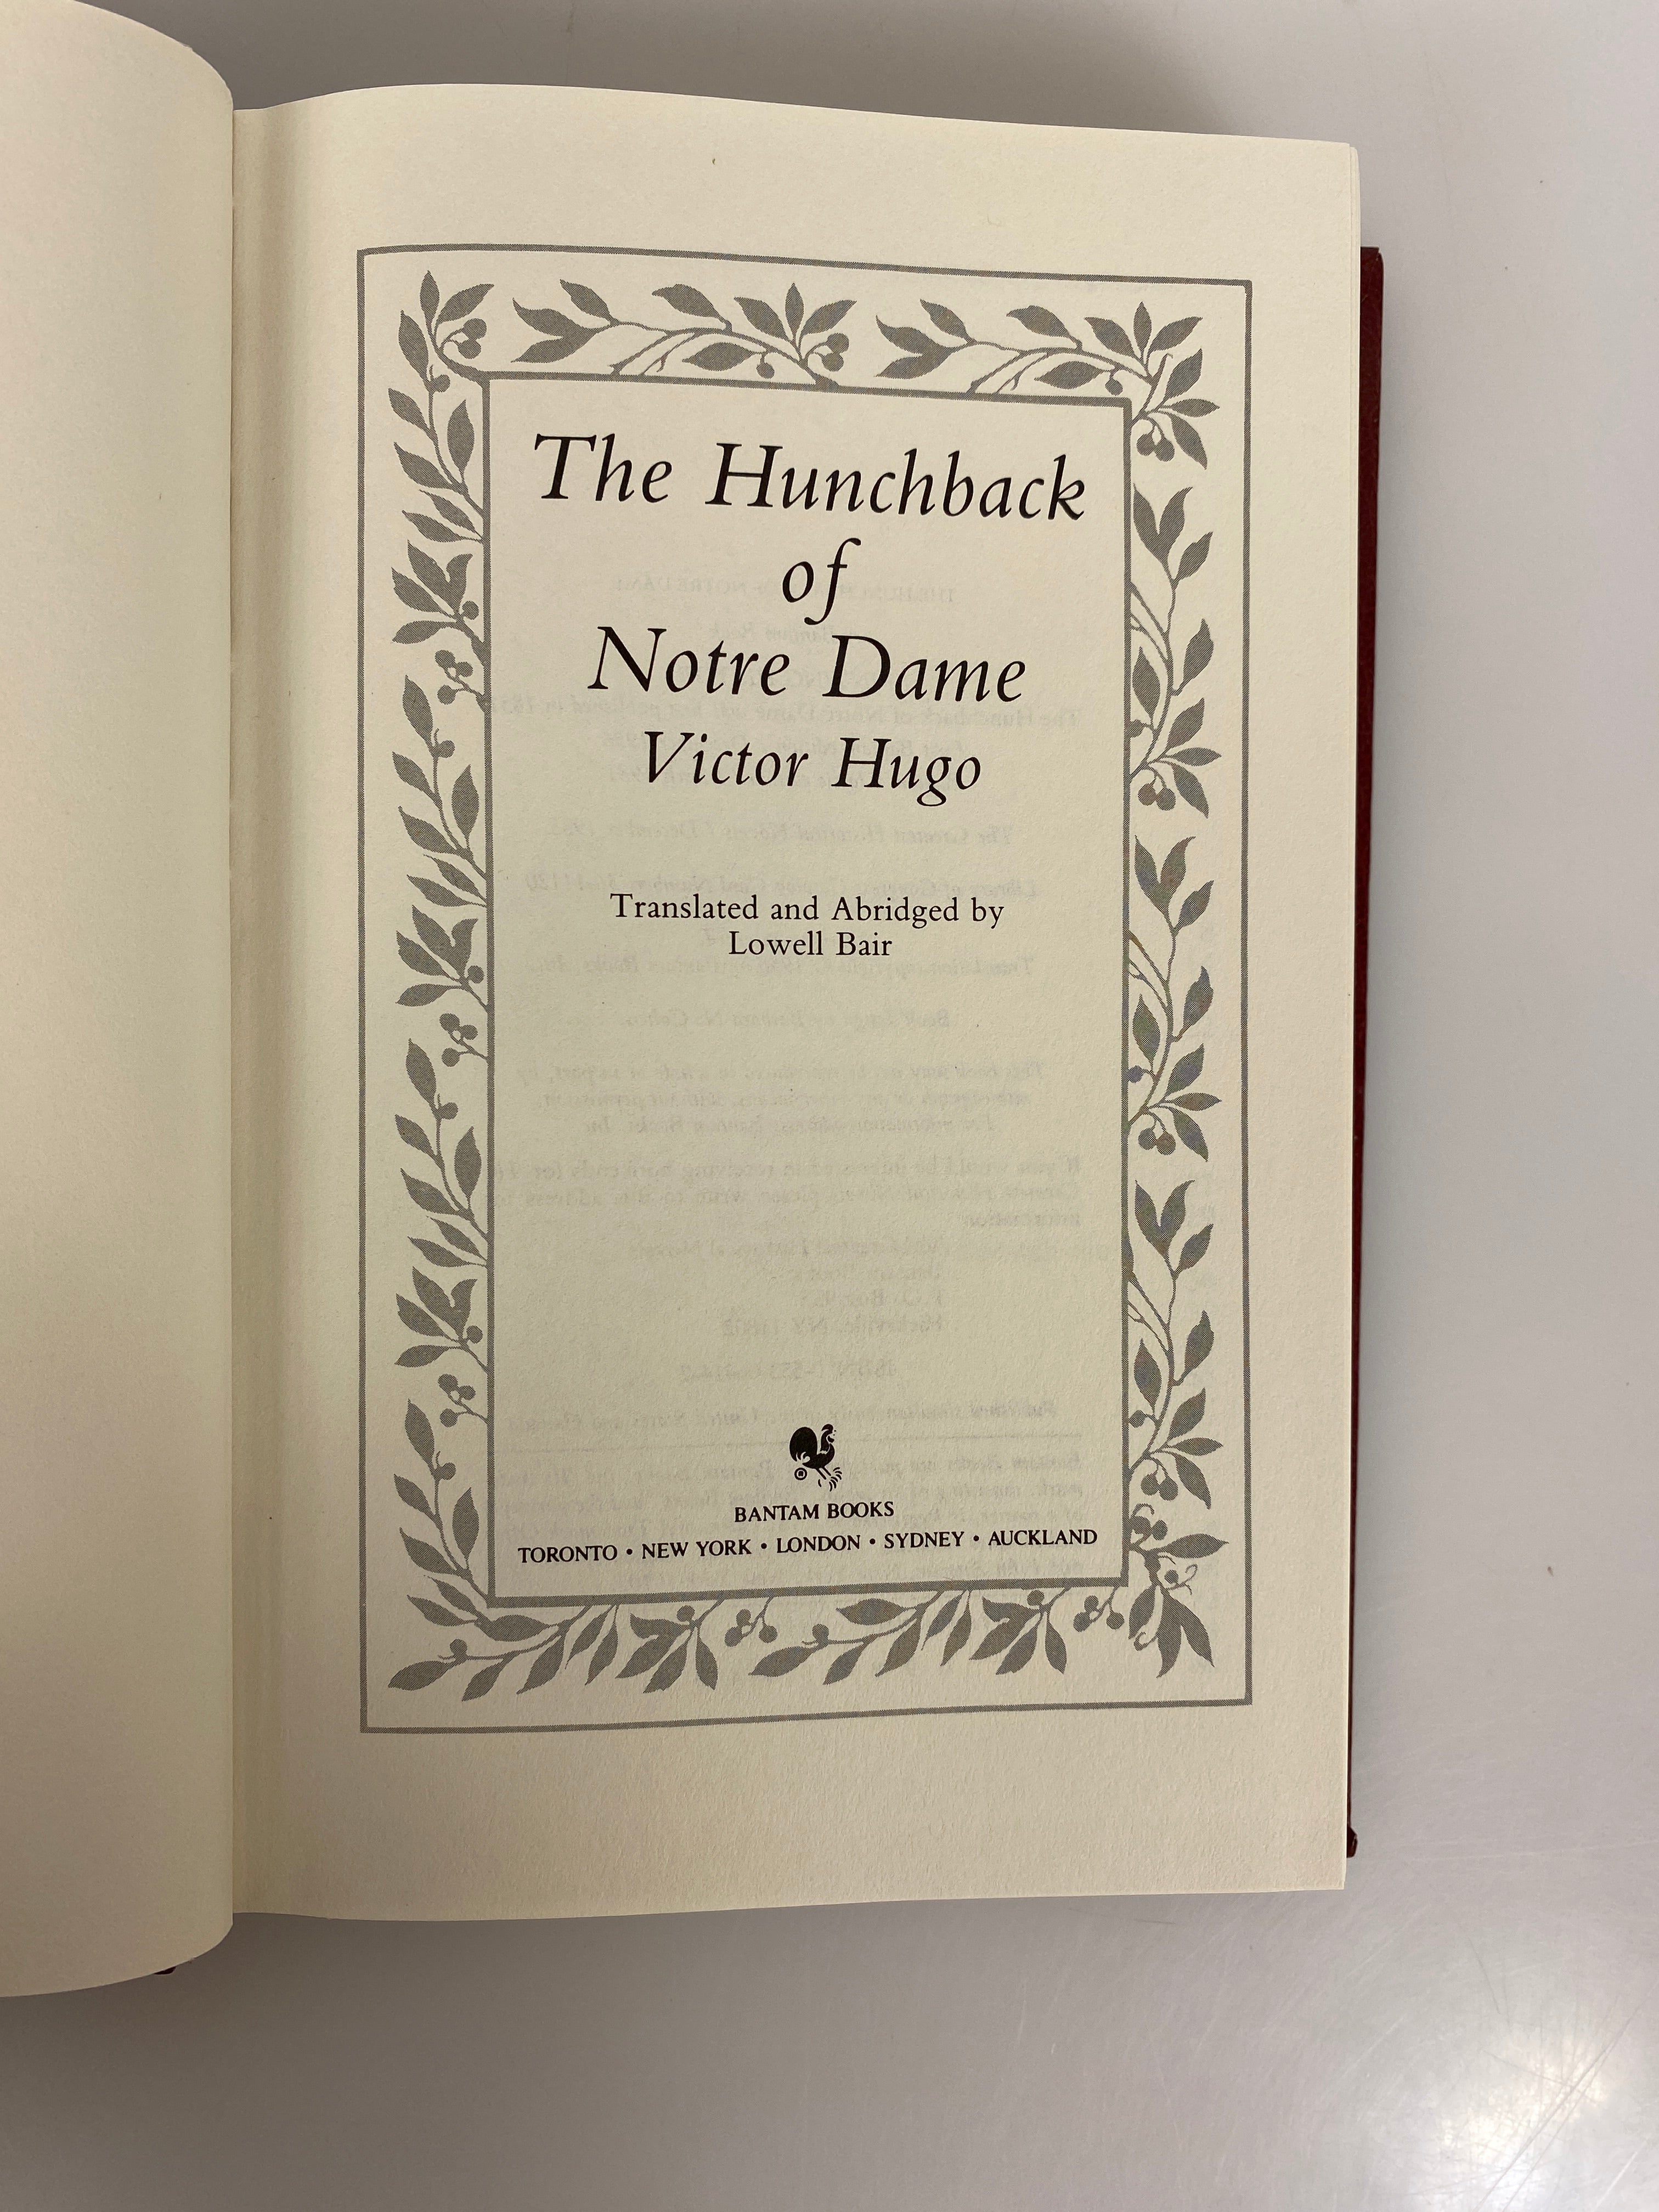 The Hunchback
of
Notre Dame
Victor Hugo
Translated and Abridged by
Lowell Bair
BANTAM BOOKS
TORONTO • NEW YORK • LONDON • SYDNEY • AUCKLAND